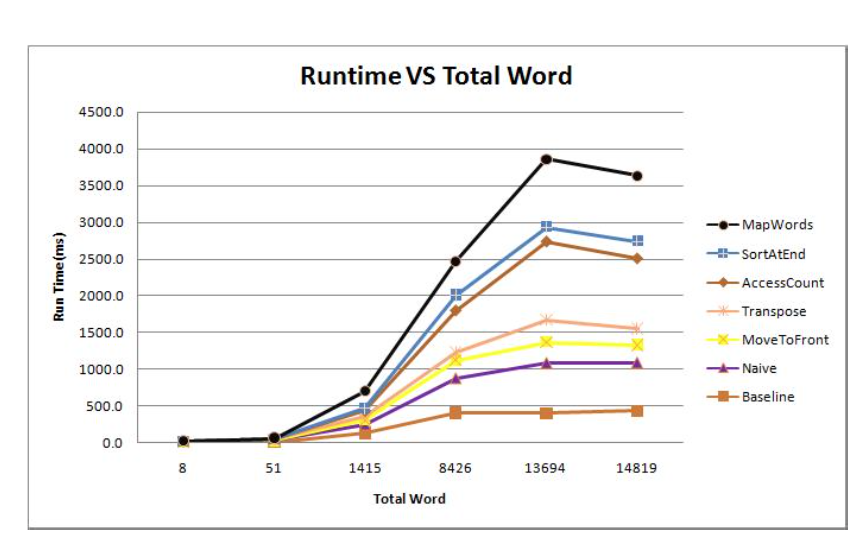 Runtime VS Total Word
4500.0
4000.0
3500.0
3000.0
2500.0
2000.0
1500.0
1000.0
500.0
0.0
Run Time(ms)
8 51 1415 8426 13694 14819
Total Word
MapWords
SortAtEnd
AccessCount
Transpose
MoveToFront
Naive
Baseline